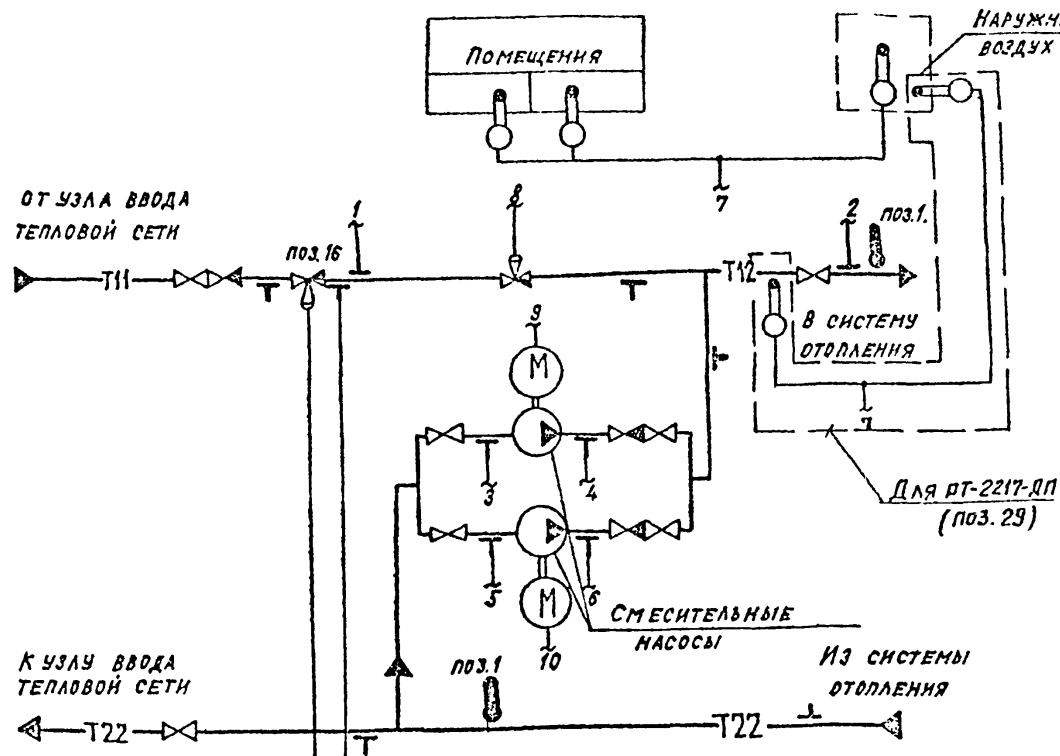 НАРУЖН
ВОЗДУХ
ПОМЕЩЕНИЯ
7
ОТ УЗЛА ВВОДА
ТЕПЛОВОЙ СЕТИ
1
8
2
ПОЗ.1.
ПОЗ.16
Т11
Т12
В СИСТЕМУ
ОТОПЛЕНИЯ
7
9
М
3
4
ДЛЯ РТ-2217-ДП
(ПОЗ.29)
5
М
6
10
СМЕСИТЕЛЬНЫЕ
НАСОСЫ
К УЗЛУ ВВОДА
ТЕПЛОВОЙ СЕТИ
ПОЗ.1
ИЗ СИСТЕМЫ
ОТОПЛЕНИЯ
Т22
Т22